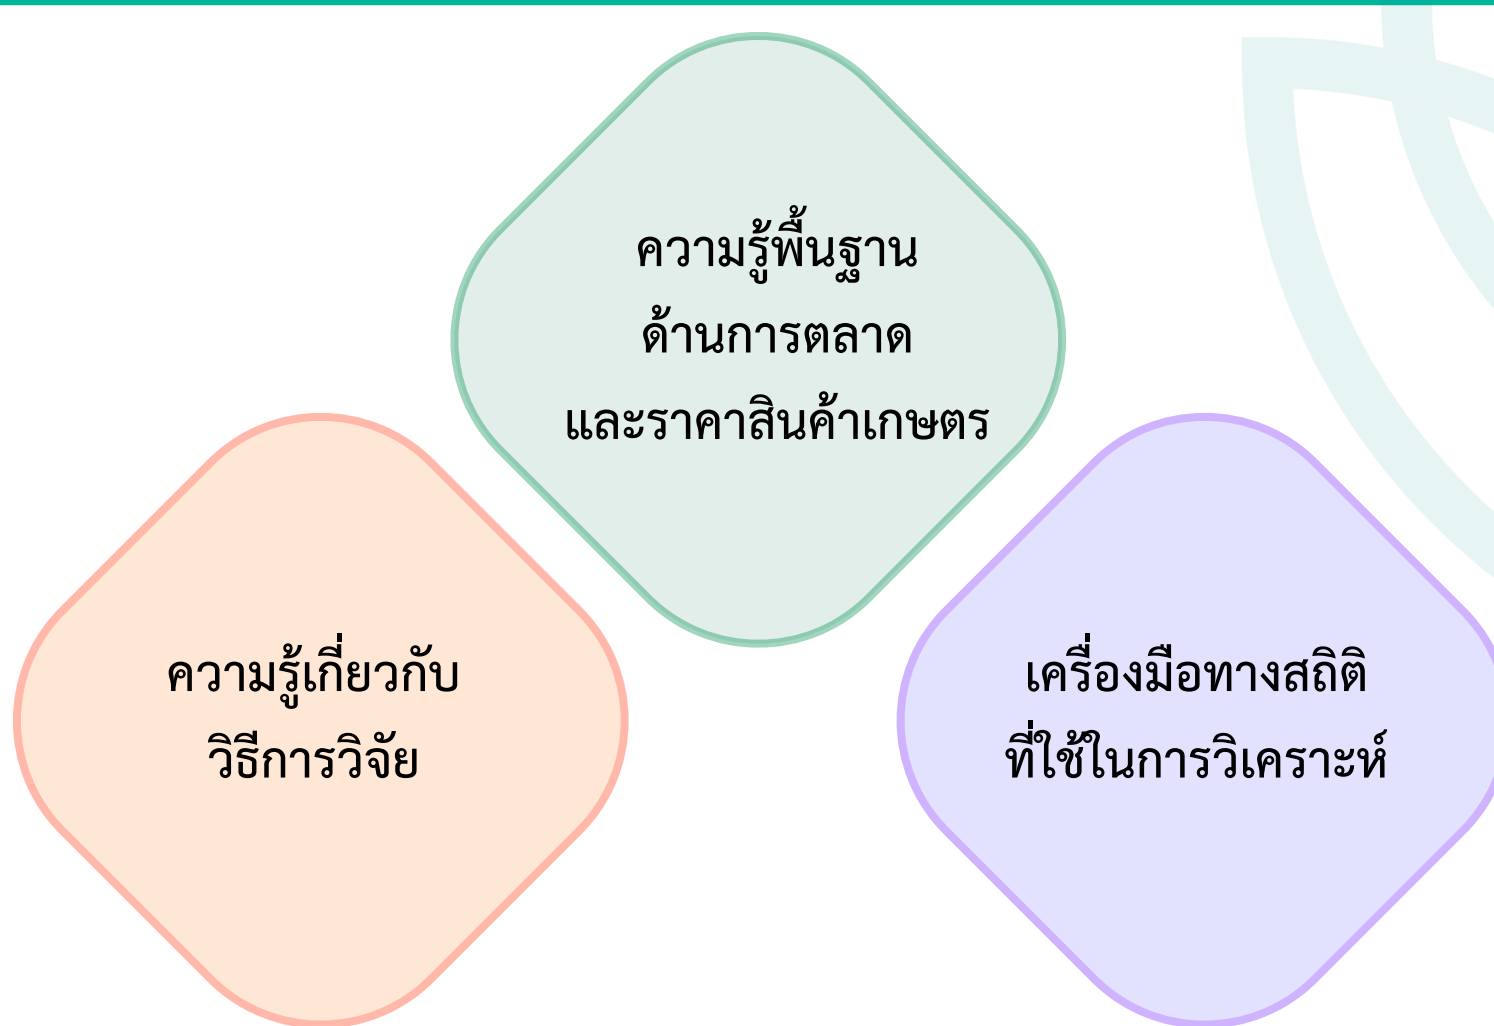 ความรู้พื้นฐาน
ด้านการตลาด
และราคาสินค้าเกษตร
ความรู้เกี่ยวกับ
วิธีการวิจัย
เครื่องมือทางสถิติ
ที่ใช้ในการวิเคราะห์